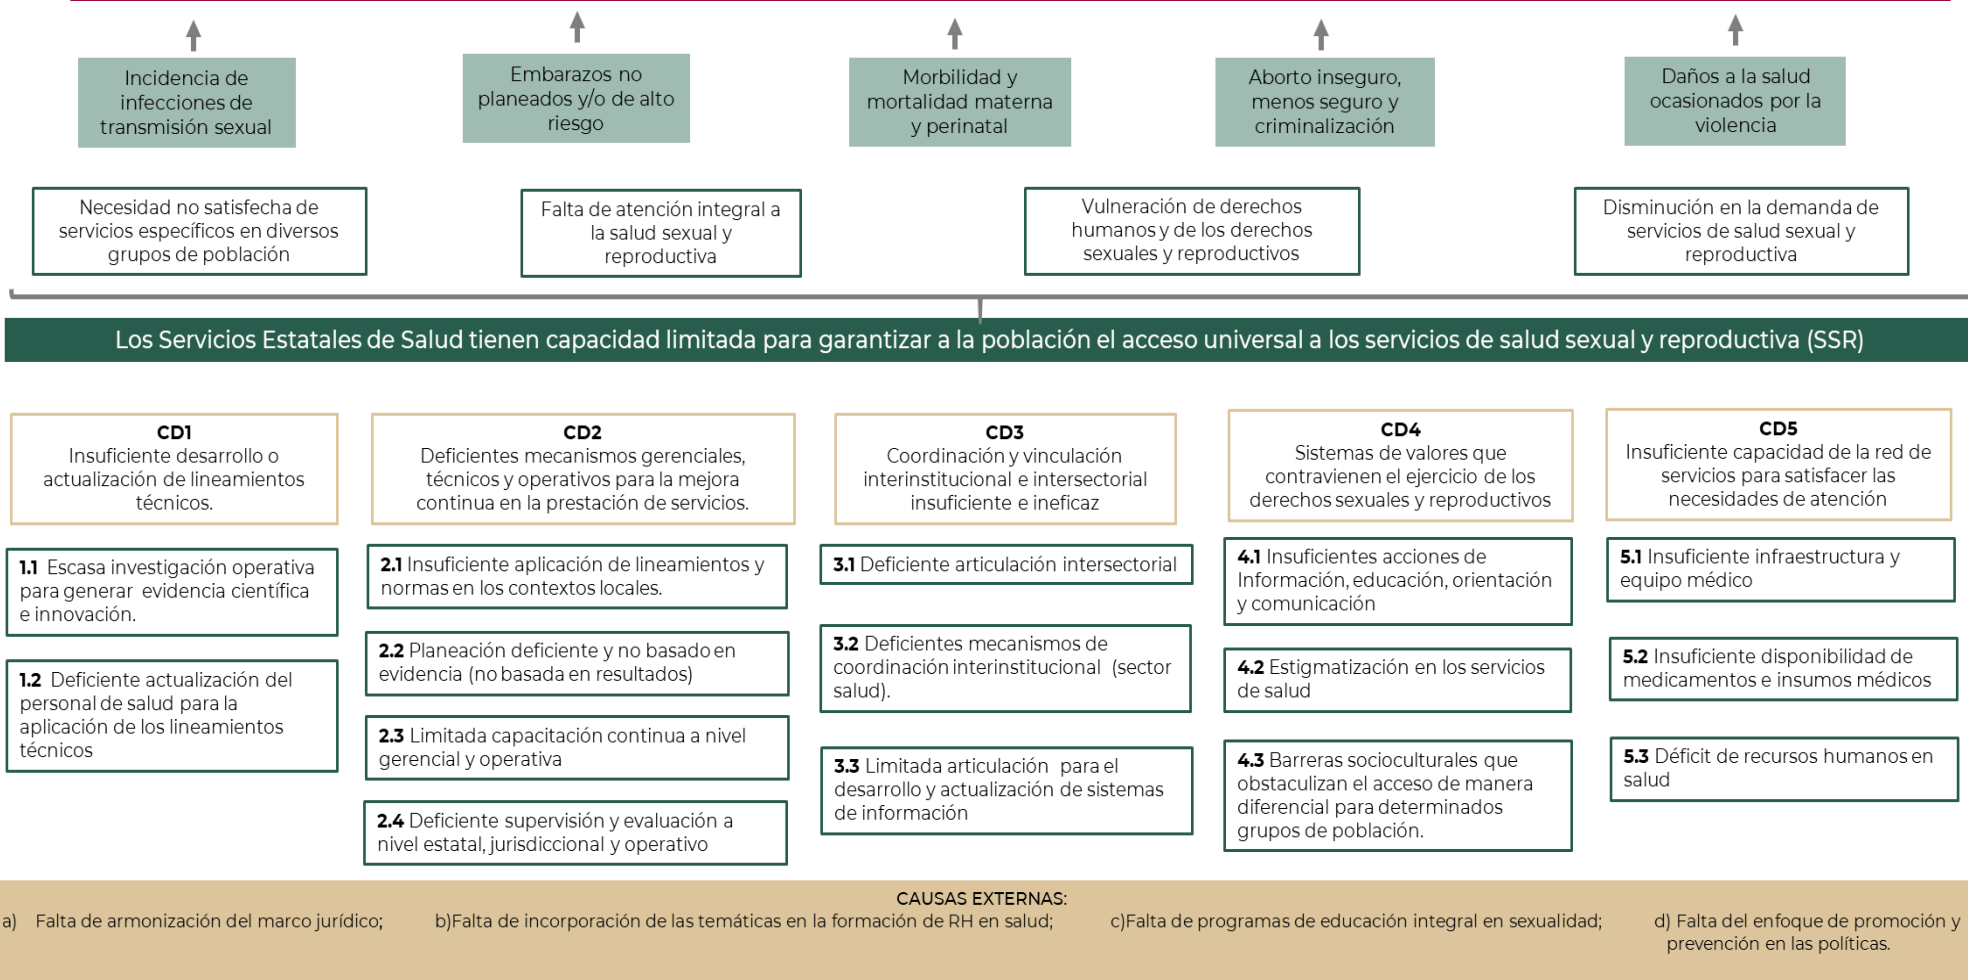 Incidencia de
infecciones de
transmisión sexual
Embarazos no
planeados y/o de alto
riesgo
Morbilidad y
mortalidad materna
y perinatal
Aborto inseguro,
menos seguro y
criminalización
Daños a la salud
ocasionados por la
violencia
Necesidad no satisfecha de
servicios específicos en diversos
grupos de población
Falta de atención integral a
la salud sexual y
reproductiva
Vulneración de derechos
humanos y de los derechos
sexuales y reproductivos
Disminución en la demanda de
servicios de salud sexual y
reproductiva
Los Servicios Estatales de Salud tienen capacidad limitada para garantizar a la población el acceso universal a los servicios de salud sexual y reproductiva (SSR)
CD1
Insuficiente desarrollo o
actualización de lineamientos
técnicos.
CD2
Deficientes mecanismos gerenciales,
técnicos y operativos para la mejora
continua en la prestación de servicios.
CD3
Coordinación y vinculación
interinstitucional e intersectorial
insuficiente e ineficaz
CD4
Sistemas de valores que
contravienen el ejercicio de los
derechos sexuales y reproductivos
CD5
Insuficiente capacidad de la red de
servicios para satisfacer las
necesidades de atención
1.1 Escasa investigación operativa
para generar evidencia científica
e innovación.
1.2 Deficiente actualización del
personal de salud para la
aplicación de los lineamientos
técnicos
2.1 Insuficiente aplicación de lineamientos y
normas en los contextos locales.
2.2 Planeación deficiente y no basado en
evidencia (no basada en resultados)
2.3 Limitada capacitación continua a nivel
gerencial y operativa
2.4 Deficiente supervisión y evaluación a
nivel estatal, jurisdiccional y operativo
3.1 Deficiente articulación intersectorial
3.2 Deficientes mecanismos de
coordinación interinstitucional (sector
salud).
3.3 Limitada articulación para el
desarrollo y actualización de sistemas
de información
4.1 Insuficientes acciones de
Información, educación, orientación
y comunicación
4.2 Estigmatización en los servicios
de salud
4.3 Barreras socioculturales que
obstaculizan el acceso de manera
diferencial para determinados
grupos de población.
5.1 Insuficiente infraestructura y
equipo médico
5.2 Insuficiente disponibilidad de
medicamentos e insumos médicos
5.3 Déficit de recursos humanos en
salud
CAUSAS EXTERNAS:
a) Falta de armonización del marco jurídico;
b)Falta de incorporación de las temáticas en la formación de RH en salud;
c)Falta de programas de educación integral en sexualidad;
d) Falta del enfoque de promoción y
prevención en las políticas.